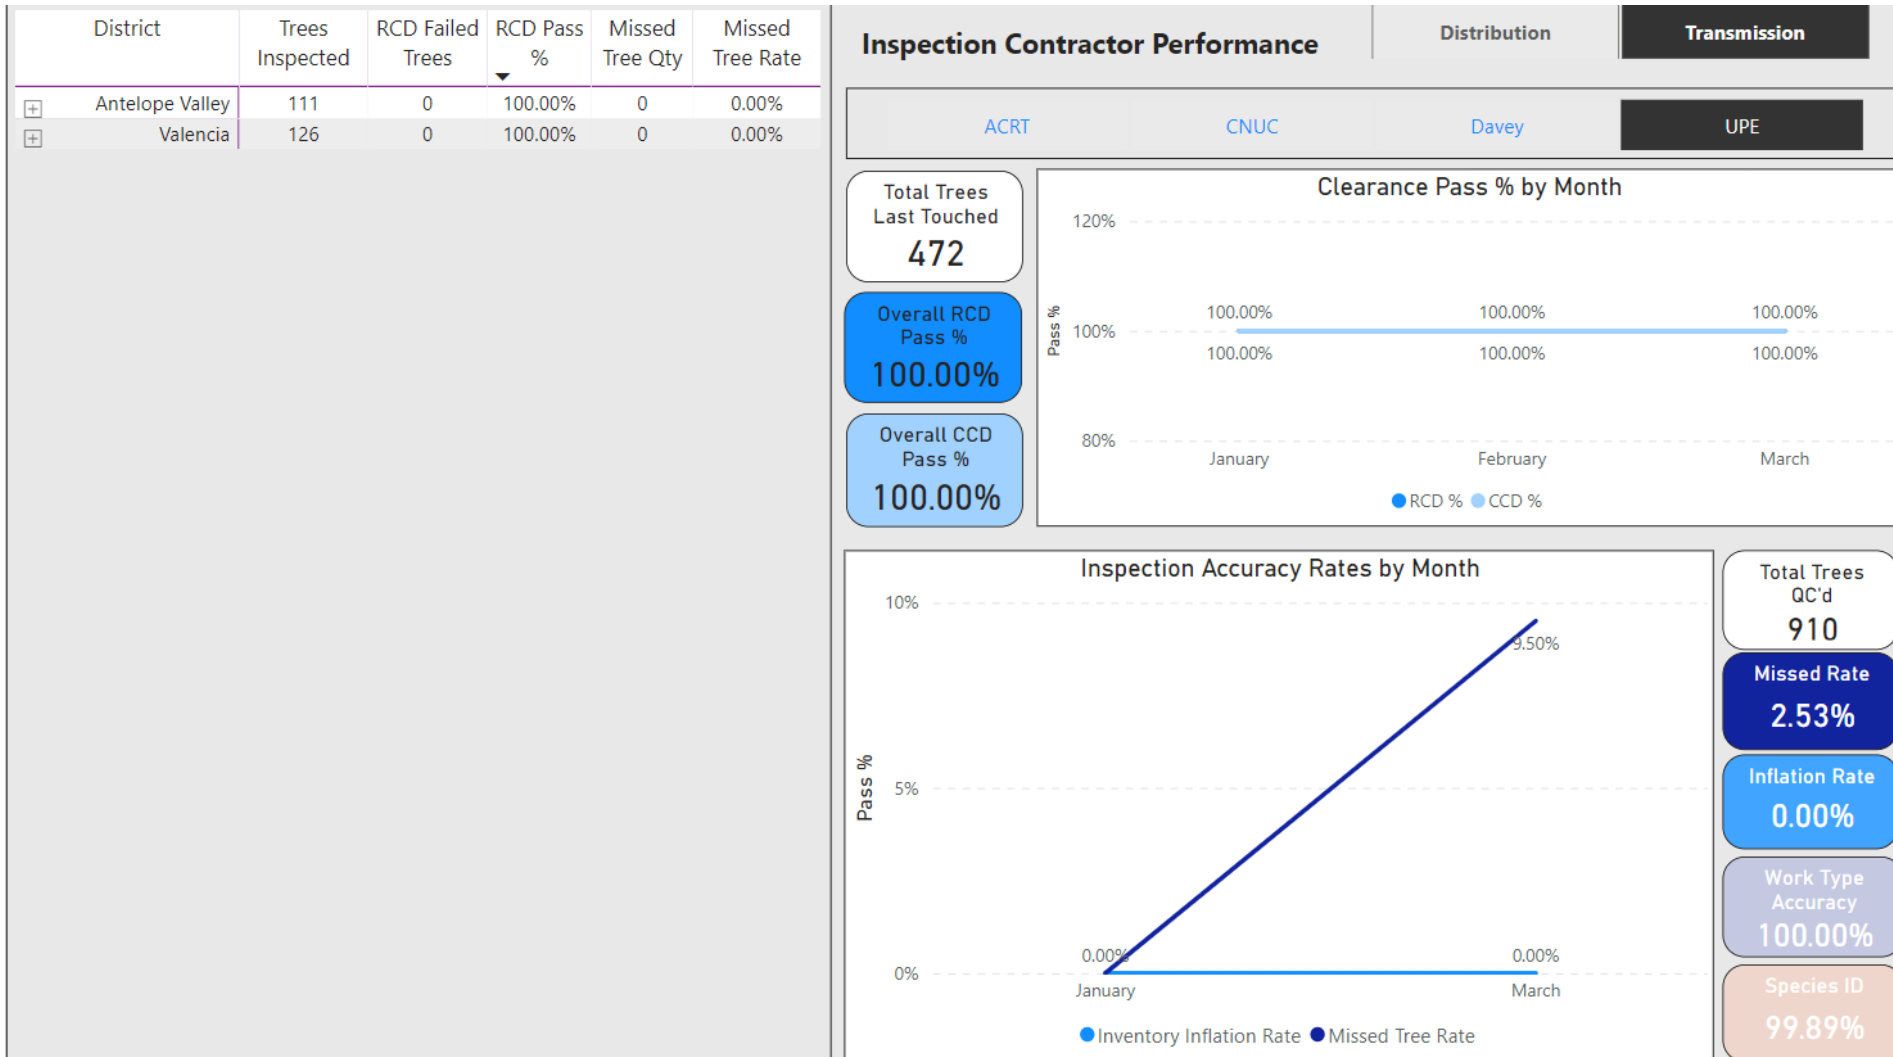 District Trees Inspected RCD Failed Trees RCD Pass % Missed Tree Qty Missed Tree Rate
Antelope Valley 111 0 100.00% 0 0.00%
Valencia 126 0 100.00% 0 0.00%
Inspection Contractor Performance
Distribution Transmission
ACRT CNUC Davey UPE
Total Trees
Last Touched
472
Overall RCD
Pass %
100.00%
Overall CCD
Pass %
100.00%
Clearance Pass % by Month
Pass %
120%
100%
80%
100.00% 100.00% 100.00%
100.00% 100.00% 100.00%
January February March
RCD % CCD %
Inspection Accuracy Rates by Month
Pass %
10%
5%
0%
9.50%
0.00% 0.00%
January March
Inventory Inflation Rate Missed Tree Rate
Total Trees
QC'd
910
Missed Rate
2.53%
Inflation Rate
0.00%
Work Type
Accuracy
100.00%
Species ID
99.89%